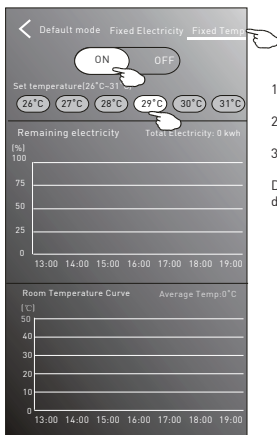 Default mode Fixed Electricity Fixed Temp
ON OFF
Set temperature(26˚C~31˚C)
26˚C 27˚C 28˚C 29˚C 30˚C 31˚C
Remaining electricity Total Electricity: 0 kwh
(%)
100
75
50
25
0
13:00 14:00 15:00 16:00 17:00 18:00 19:00
Room Temperature Curve Average Temp:0˚C
(℃)
50
40
30
20
10
0
13:00 14:00 15:00 16:00 17:00 18:00 19:00
1
2
3
D
d